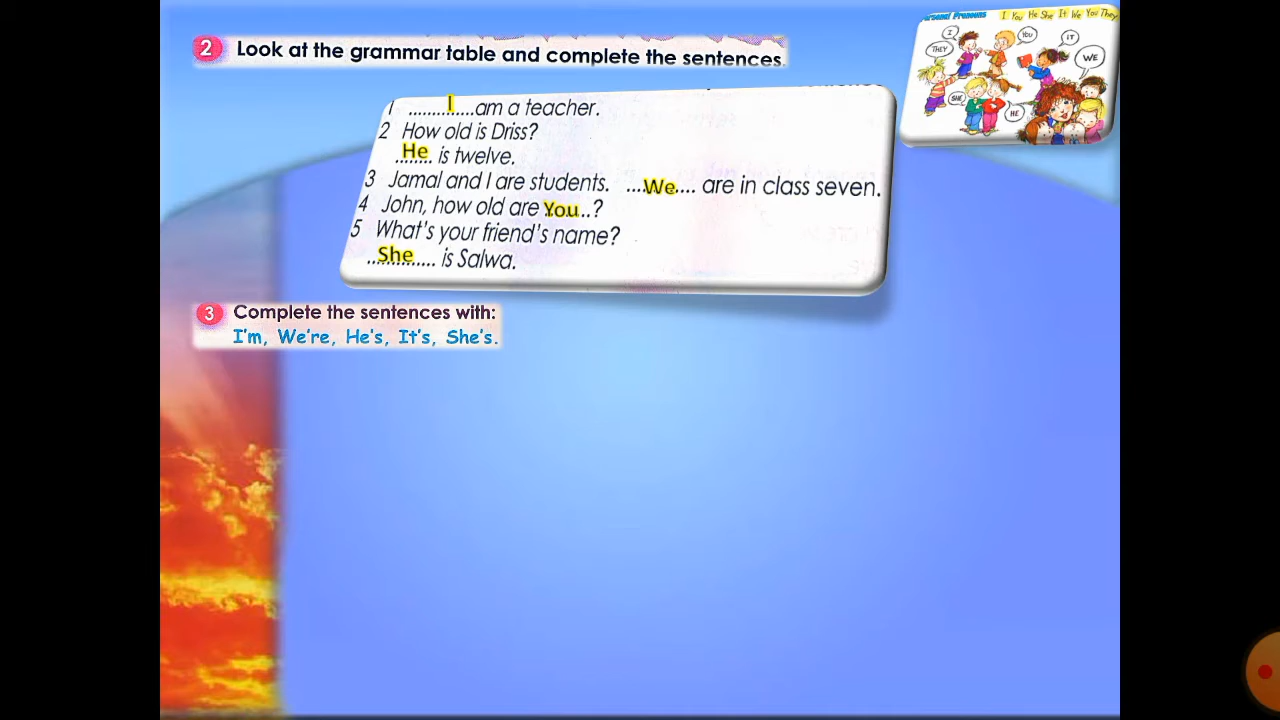 Personal Pronouns I You He She It We You They
I
YOU
IT
THEY
WE
SHE
HE
2 Look at the grammar table and complete the sentences.
1 ..............I.....am a teacher.
2 How old is Driss?
He........ is twelve.
3 Jamal and I are students. ....We.... are in class seven.
4 John, how old are You..?
5 What's your friend's name?
..She............ is Salwa.
3 Complete the sentences with:
I'm, We're, He's, It's, She's.